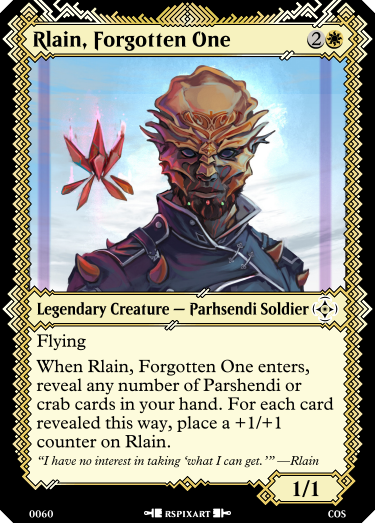 Rlain, Forgotten One 2
Legendary Creature — Parhsendi Soldier
Flying
When Rlain, Forgotten One enters,
reveal any number of Parshendi or
crab cards in your hand. For each card
revealed this way, place a +1/+1
counter on Rlain.
“I have no interest in taking ‘what I can get.’” —Rlain
1/1
0060 RSPIXART COS